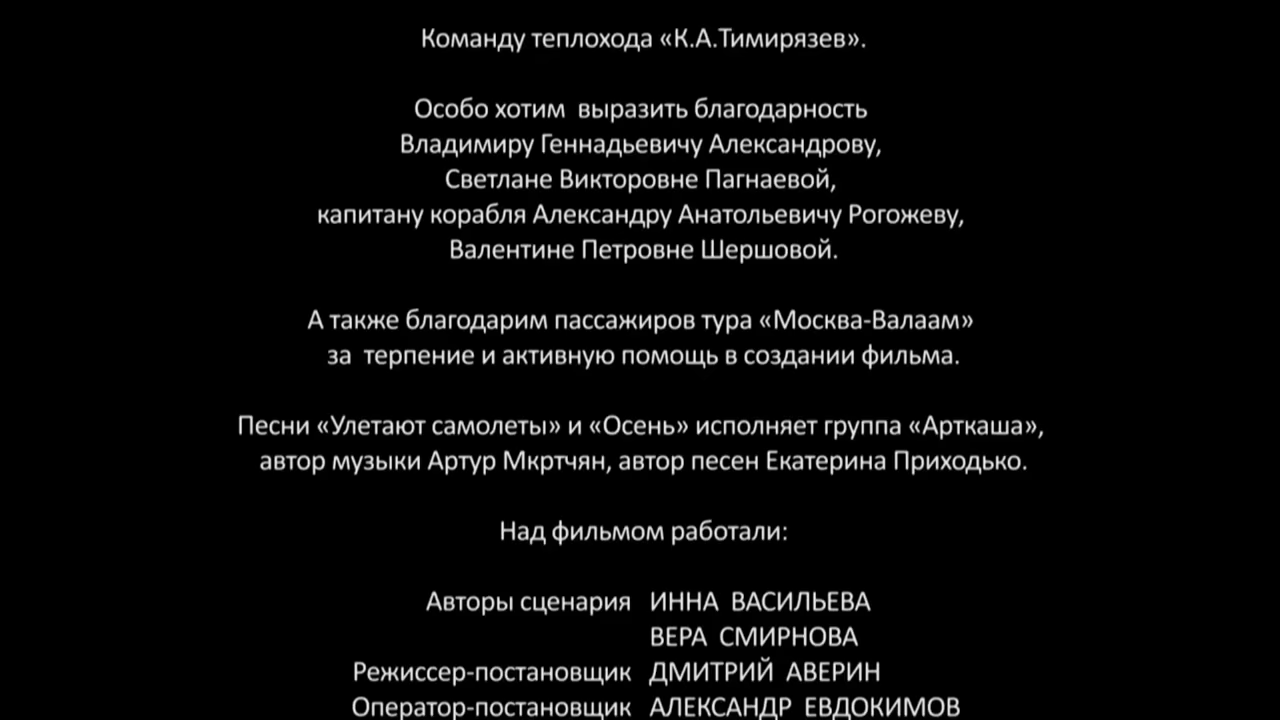 Команду теплохода «К.А.Тимирязев».
Особо хотим выразить благодарность
Владимиру Геннадьевичу Александрову,
Светлане Викторовне Пагнаевой,
капитану корабля Александру Анатольевичу Рогожеву,
Валентине Петровне Шершовой.
А также благодарим пассажиров тура «Москва-Валаам»
за терпение и активную помощь в создании фильма.
Песни «Улетают самолеты» и «Осень» исполняет группа «Арткаша»,
автор музыки Артур Мкртчян, автор песен Екатерина Приходько.
Над фильмом работали:
Авторы сценария ИННА ВАСИЛЬЕВА
ВЕРА СМИРНОВА
Режиссер-постановщик ДМИТРИЙ АВЕРИН
Оператор-постановщик АЛЕКСАНДР ЕВДОКИМОВ